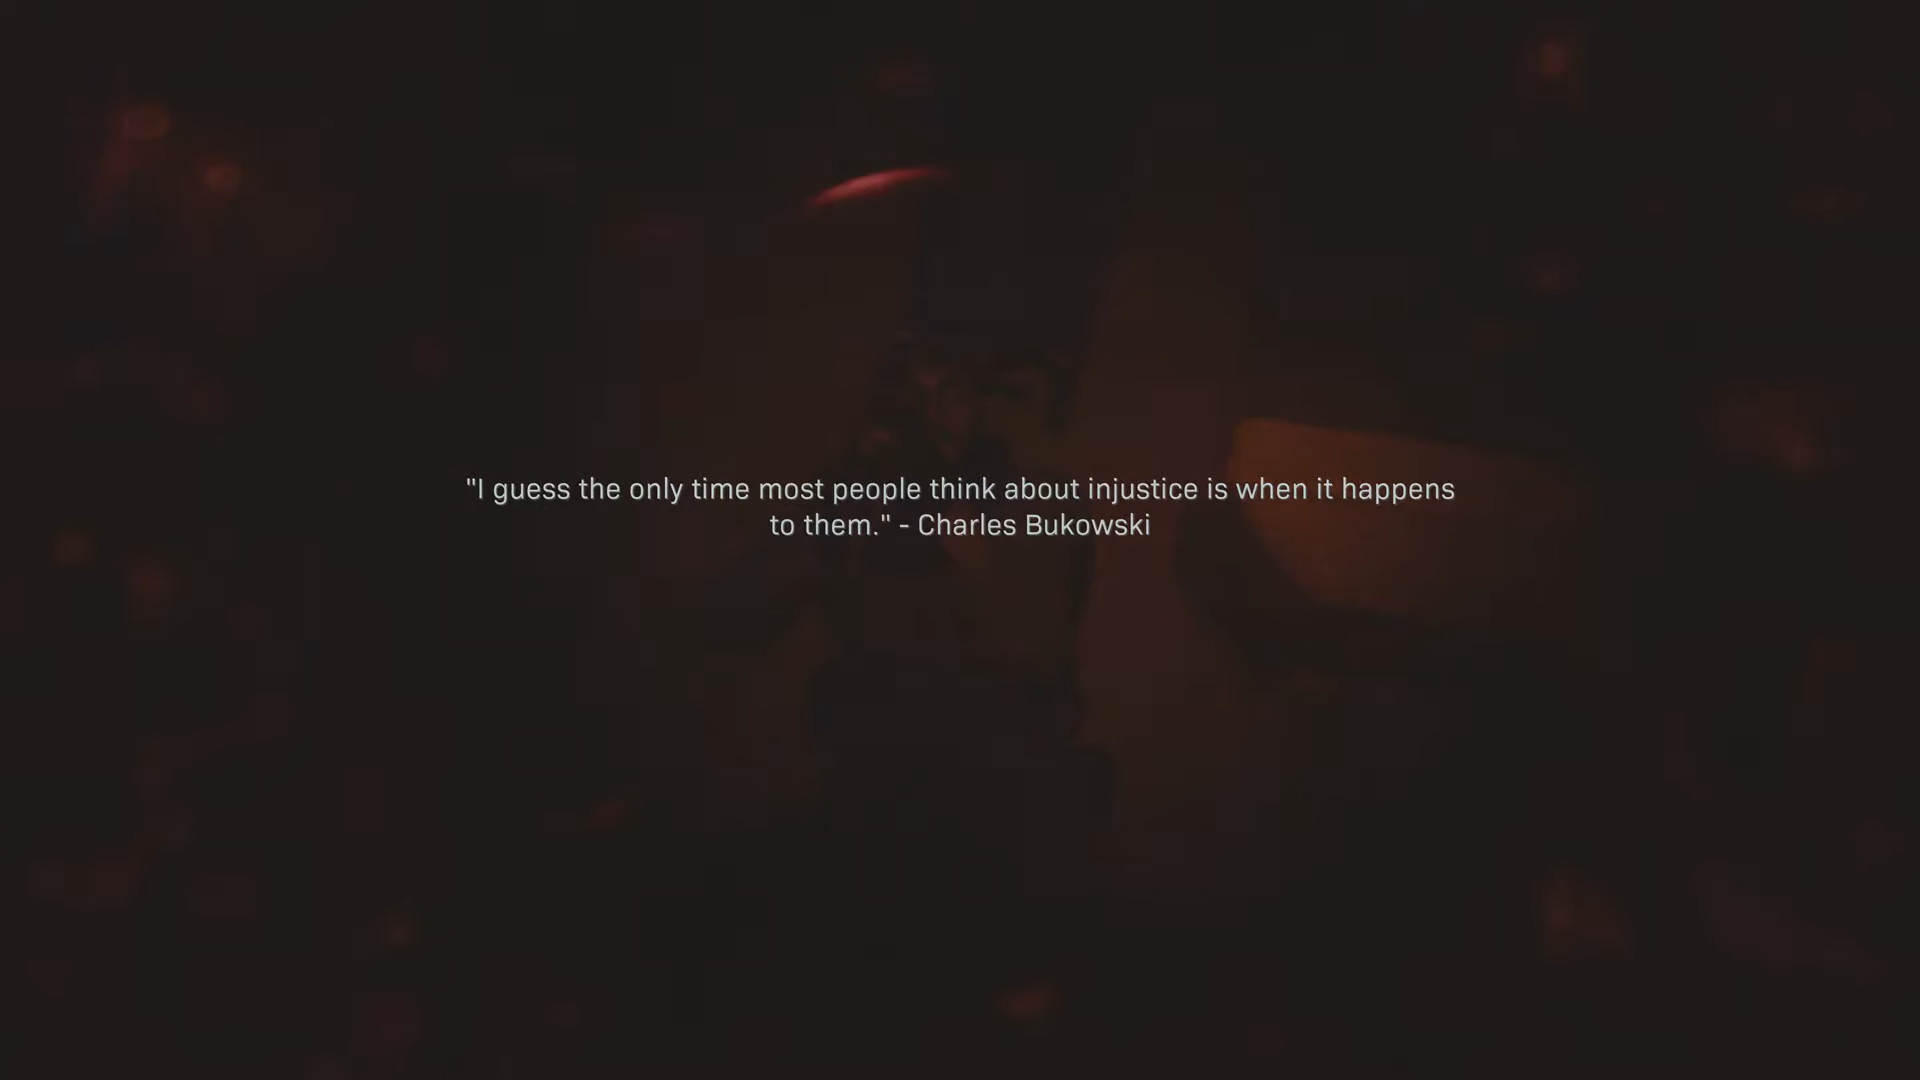 "I guess the only time most people think about injustice is when it happens
to them." - Charles Bukowski